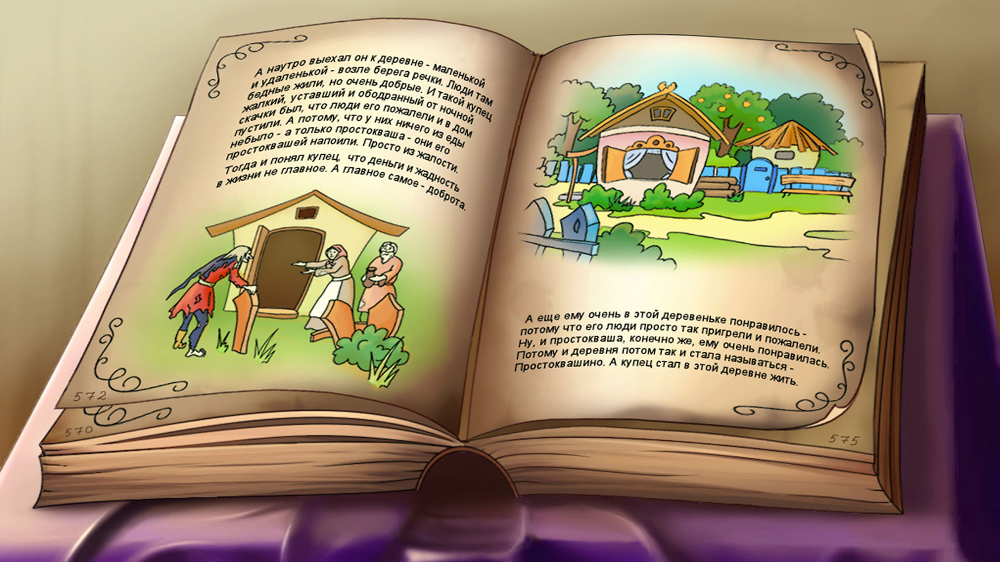 А наутро выехал он к деревне - маленькой
и удаленькой - возле берега речки. Люди там
бедные жили, но очень добрые. И такой купец
жалкий, уставший и ободранный от ночной
скачки был, что люди его пожалели и в дом
пустили. А потому, что у них ничего из еды
небыло - а только простокваша - они его
простоквашей напоили. Просто из жалости.
Тогда и понял купец, что деньги и жадность
в жизни не главное. А главное самое - доброта.
572
570
А еще ему очень в этой деревеньке понравилось -
потому что его люди просто так пригрели и пожалели.
Ну, и простокваша, конечно же, ему очень понравилась.
Потому и деревня потом так и стала называться -
Простоквашино. А купец стал в этой деревне жить.
575